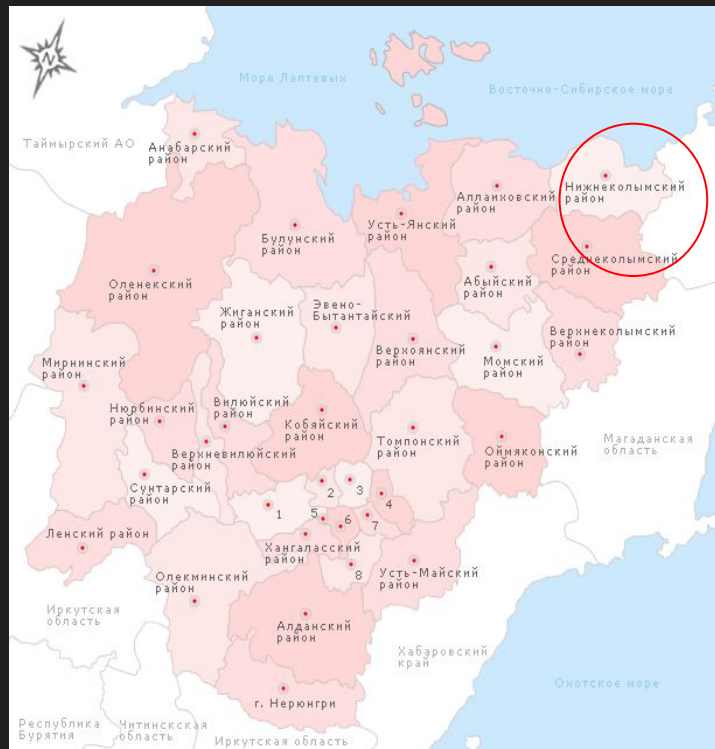 N
Море Лаптевых
Восточно-Сибирское море
Таймырский АО
Анабарский
район
Аллаиховский
район
Нижнеколымский
район
Усть-Янский
район
Булунский
район
Среднеколымский
район
Абыйский
район
Оленекский
район
Жиганский
район
Эвено-
Бытантайский
Верхоянский
район
Момский
район
Верхнеколымский
район
Мирнинский
район
Нюрбинский
район
Вилюйский
район
Кобяйский
район
Томпонский
район
Оймяконский
район
Магаданская
область
Верхневилюйский
район
Сунтарский
район
1
2
3
4
5
6
7
8
Ленский район
Хангаласский
район
Усть-Майский
район
Олекминский
район
Иркутская
область
Алданский
район
Хабаровский
край
Охотское море
г. Нерюнгри
Республика
Бурятия
Читинскская
область
Иркутская область